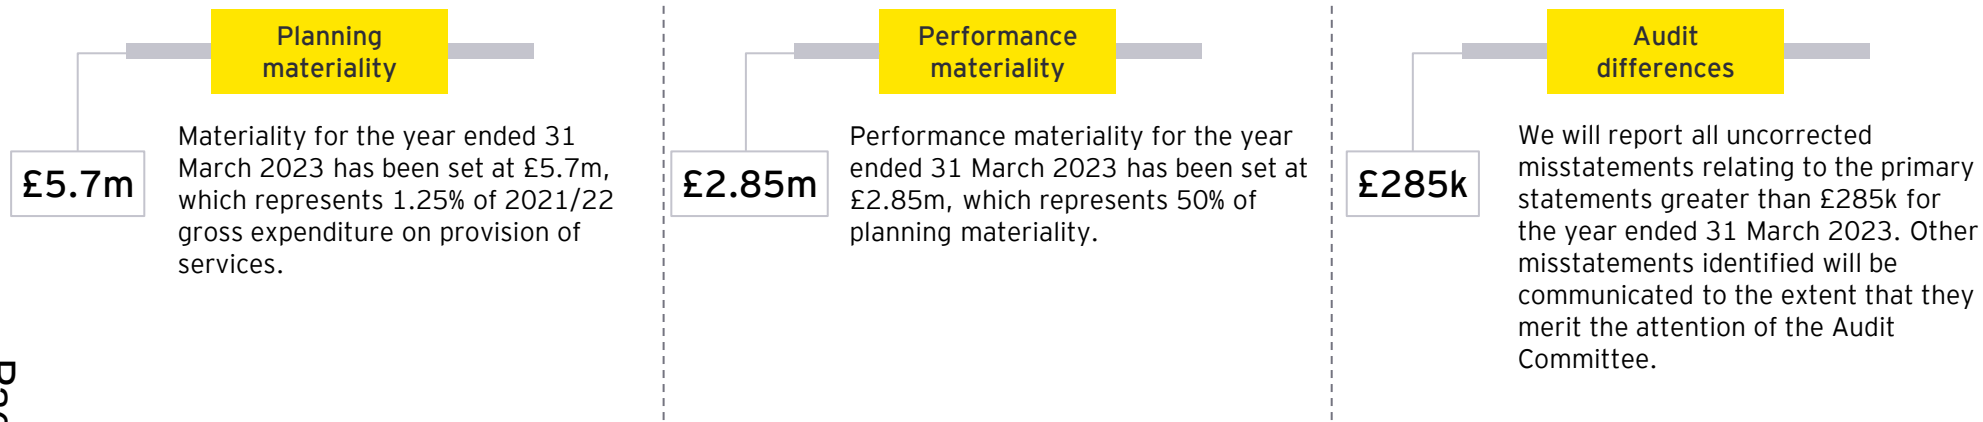 Planning
materiality
£5.7m
Materiality for the year ended 31
March 2023 has been set at £5.7m,
which represents 1.25% of 2021/22
gross expenditure on provision of
services.
Performance
materiality
£2.85m
Performance materiality for the year
ended 31 March 2023 has been set at
£2.85m, which represents 50% of
planning materiality.
Audit
differences
£285k
We will report all uncorrected
misstatements relating to the primary
statements greater than £285k for
the year ended 31 March 2023. Other
misstatements identified will be
communicated to the extent that they
merit the attention of the Audit
Committee.